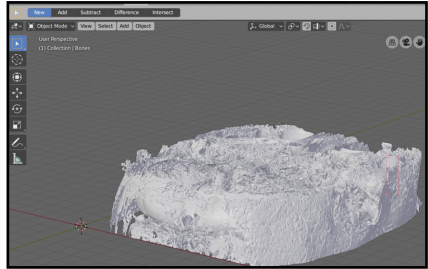 New Add Subtract Difference Intersect
Object Mode View Select Add Object Global
User Perspective
(1) Collection | Bones